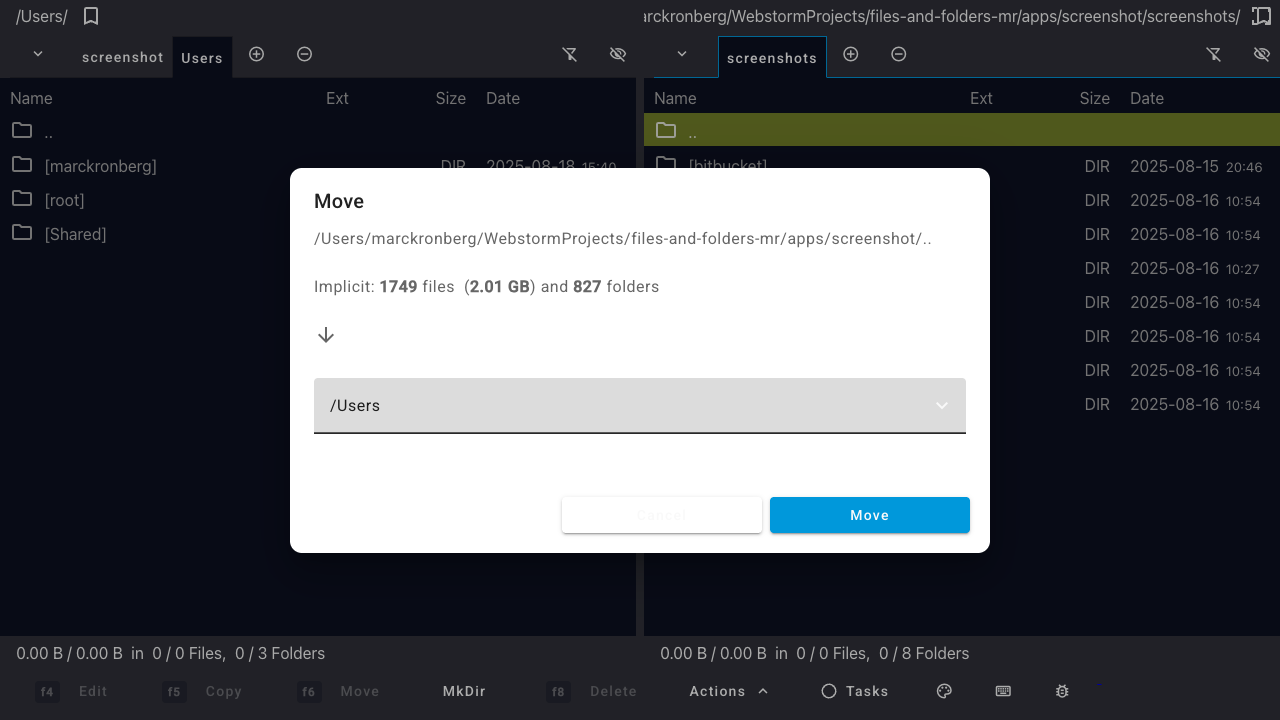 /Users/
arckronberg/WebstormProjects/files-and-folders-mr/apps/screenshot/screenshots/
screenshot Users
screenshots
Name Ext Size Date
Name Ext Size Date
..
[marckronberg] DIR 2025-08-18 15:40
[root]
[Shared]
..
[bitbucket] DIR 2025-08-15 20:46
DIR 2025-08-16 10:54
DIR 2025-08-16 10:54
DIR 2025-08-16 10:27
DIR 2025-08-16 10:54
DIR 2025-08-16 10:54
DIR 2025-08-16 10:54
DIR 2025-08-16 10:54
Move
/Users/marckronberg/WebstormProjects/files-and-folders-mr/apps/screenshot/..
Implicit: 1749 files (2.01 GB) and 827 folders
/Users
Cancel Move
0.00 B / 0.00 B in 0 / 0 Files, 0 / 3 Folders
0.00 B / 0.00 B in 0 / 0 Files, 0 / 8 Folders
f4 Edit f5 Copy f6 Move MkDir f8 Delete Actions Tasks